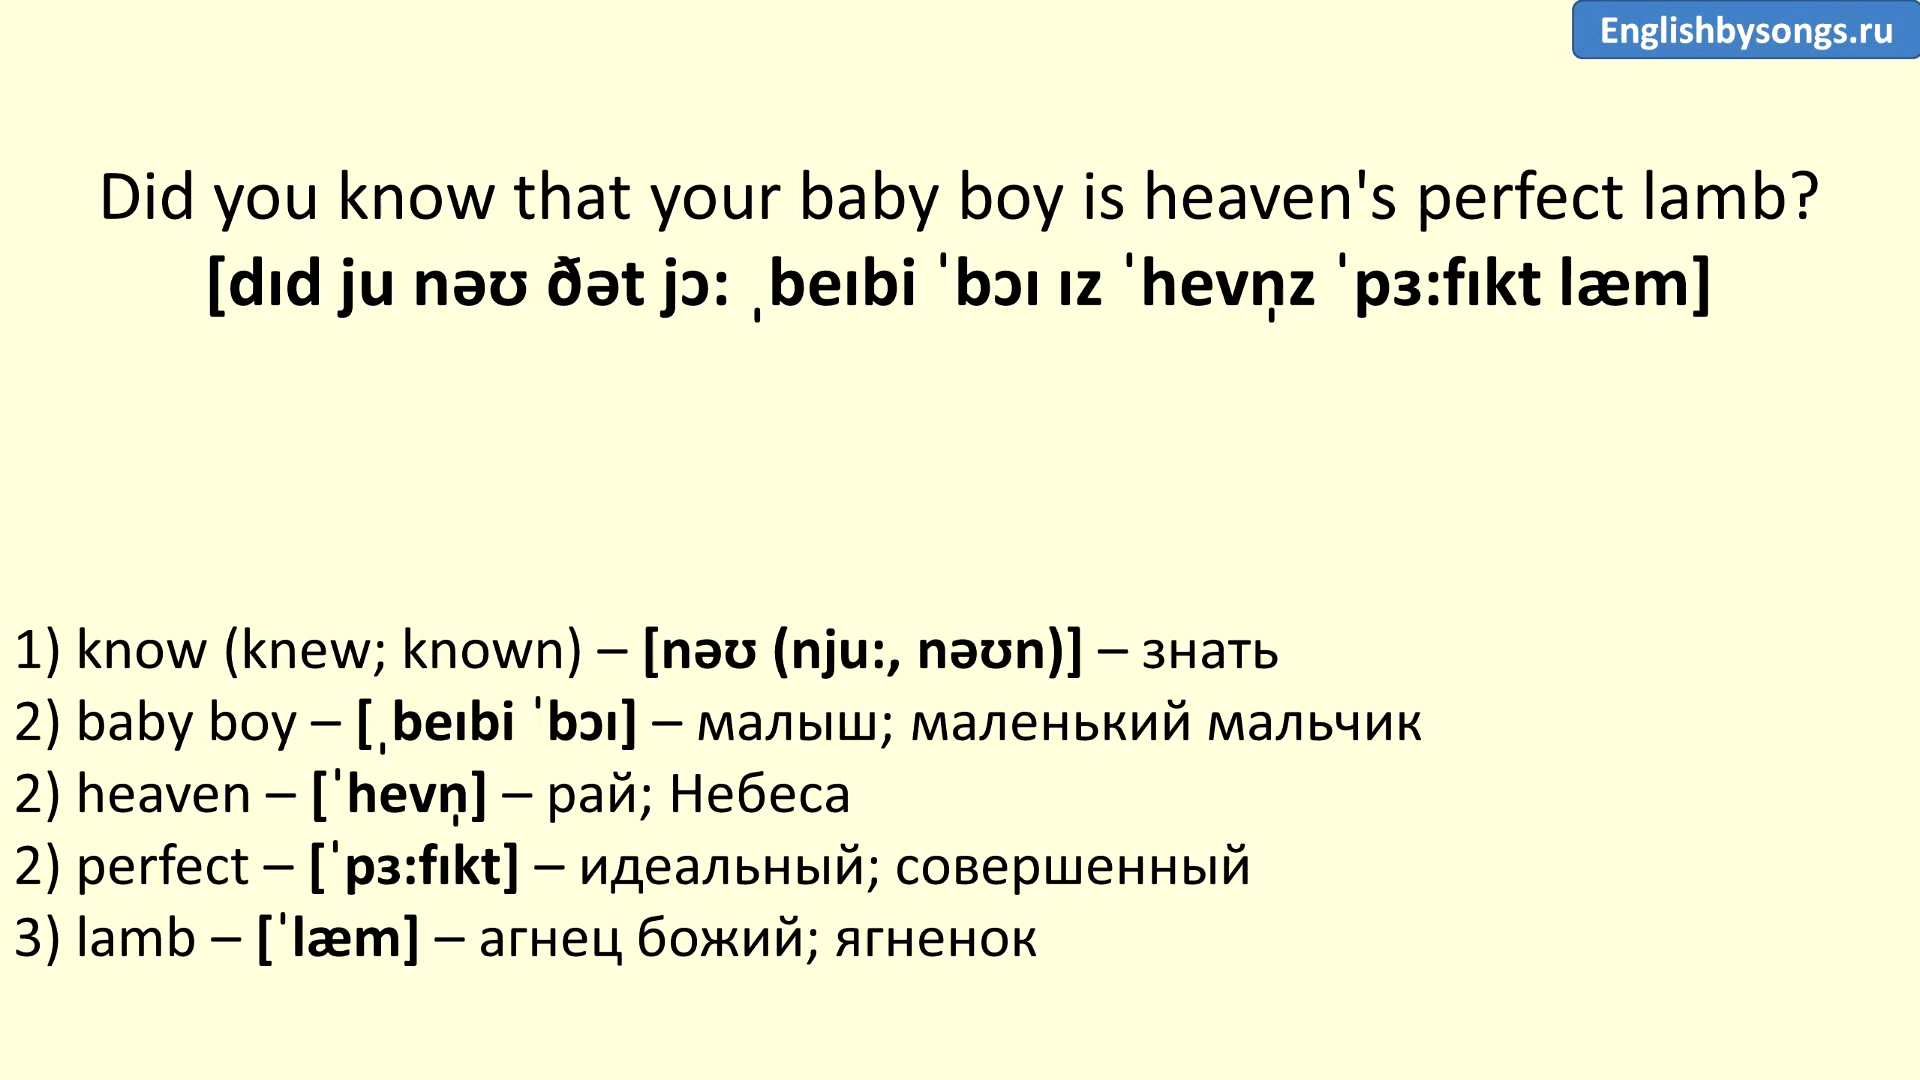 Englishbysongs.ru
Did you know that your baby boy is heaven's perfect lamb?
[dɪd ju nəʊ ðət jɔ: ˌbeɪbi ˈbɔɪ ɪz ˈhevn̩z ˈpɜ:fɪkt læm]
1) know (knew; known) – [nəʊ (nju:, nəʊn)] – знать
2) baby boy – [ˌbeɪbi ˈbɔɪ] – малыш; маленький мальчик
2) heaven – [ˈhevn̩] – рай; Небеса
2) perfect – [ˈpɜ:fɪkt] – идеальный; совершенный
3) lamb – [ˈlæm] – агнец божий; ягненок